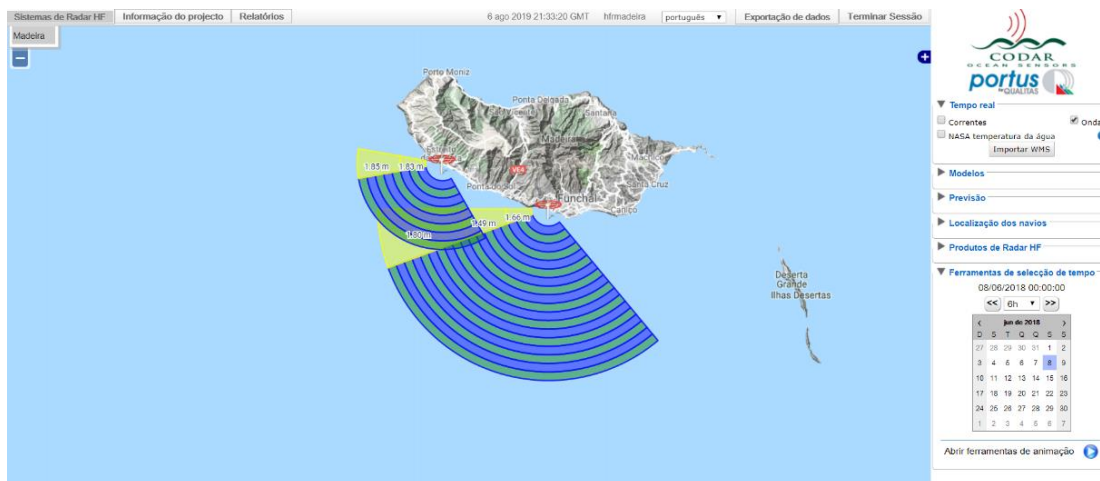 Sistemas de Radar HF
Informação do projecto
Relatórios
6 ago 2019 21:33:20 GMT
hfrmadeira
português
Exportação de dados
Terminar Sessão
Madeira
CODAR
OCEAN SENSORS
portus
by QUALITAS
Tempo real
Correntes
Onda
NASA temperatura da água
Importar WMS
Modelos
Previsão
Localização dos navios
Produtos de Radar HF
Ferramentas de selecção de tempo
08/06/2018 00:00:00
<< 6h >>
jun de 2018
D S T Q Q S S
27 28 29 30 31 1 2
3 4 5 6 7 8 9
10 11 12 13 14 15 16
17 18 19 20 21 22 23
24 25 26 27 28 29 30
1 2 3 4 5 6 7
Abrir ferramentas de animação
Porto Moniz
Ponta Delgada
Santana
Madeira
Machico
Estreito
Santa Cruz
Funchal
Caniço
1.85 m
1.83 m
1.66 m
1.49 m
1.80 m
Deserta
Grande
Ilhas Desertas